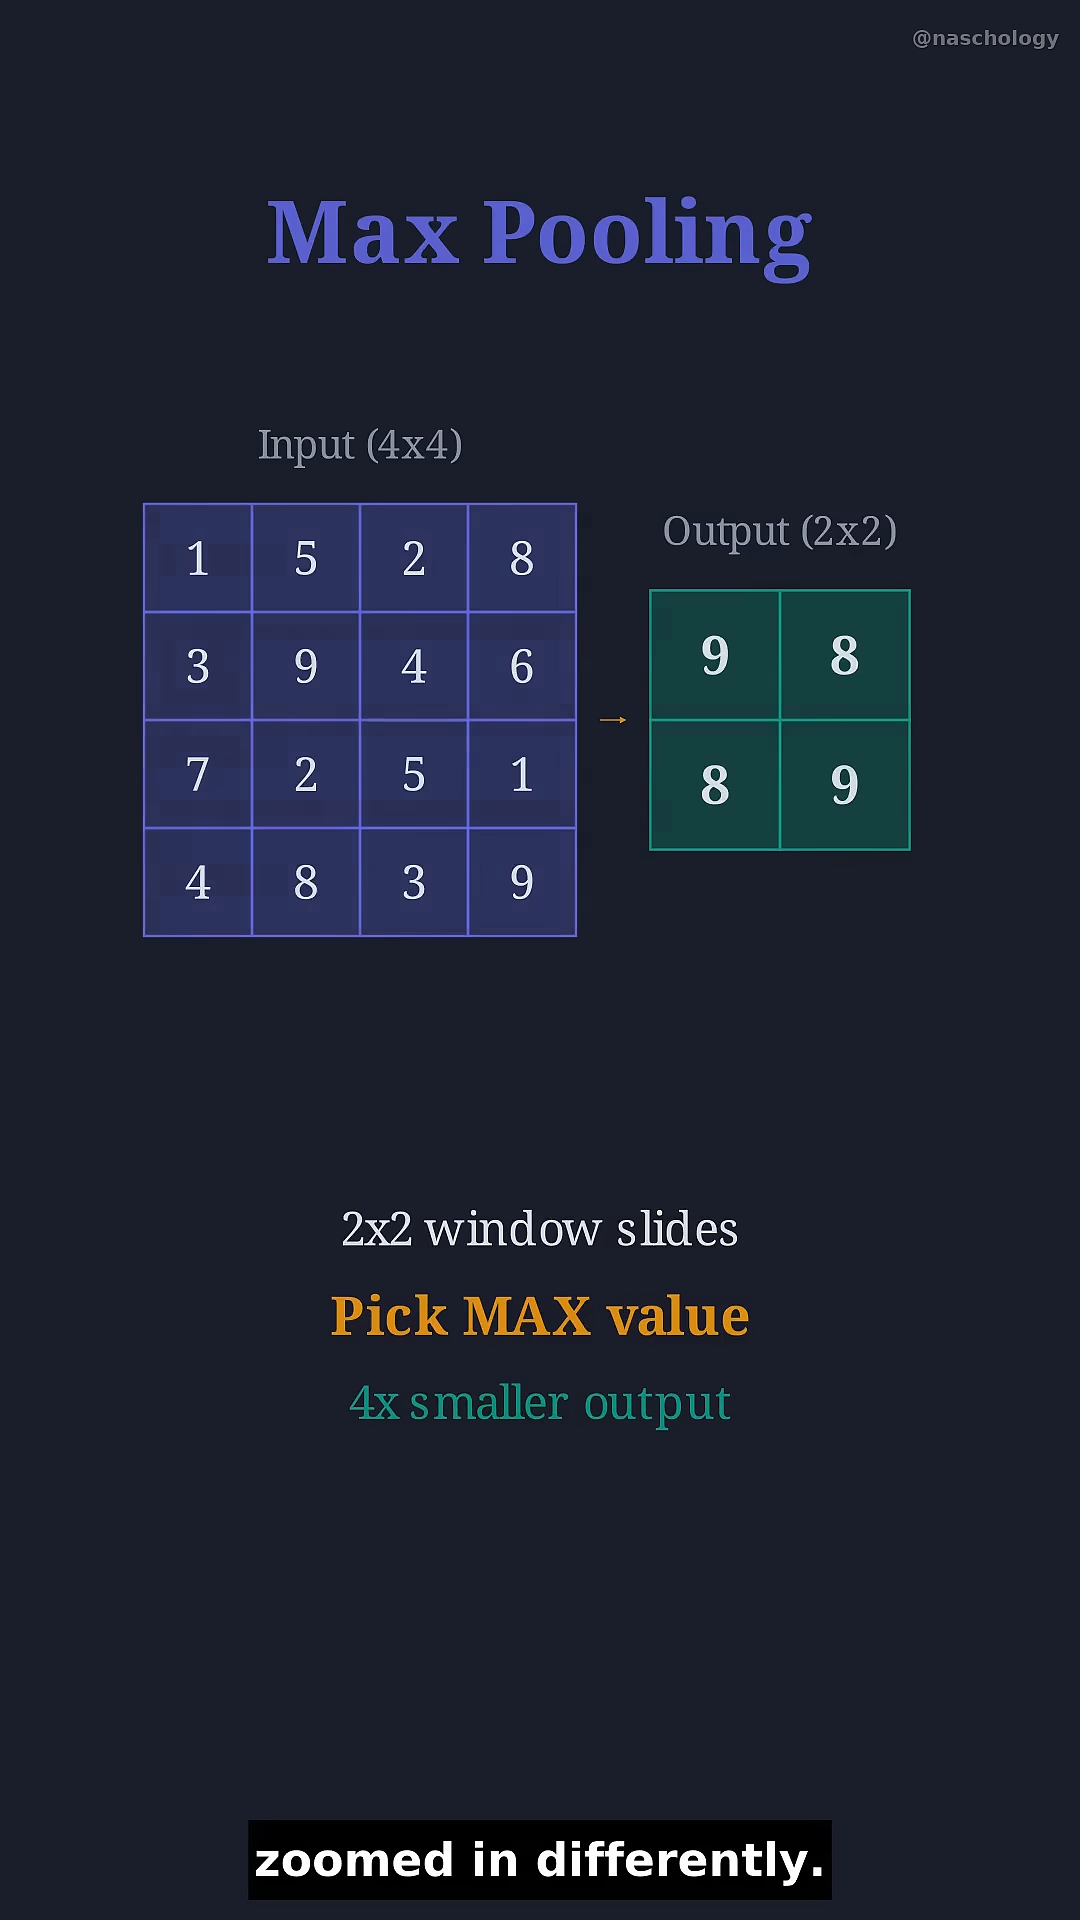 @naschology
Max Pooling
Input (4x4)
1 5 2 8
3 9 4 6
7 2 5 1
4 8 3 9
→
Output (2x2)
9 8
8 9
2x2 window slides
Pick MAX value
4x smaller output
zoomed in differently.